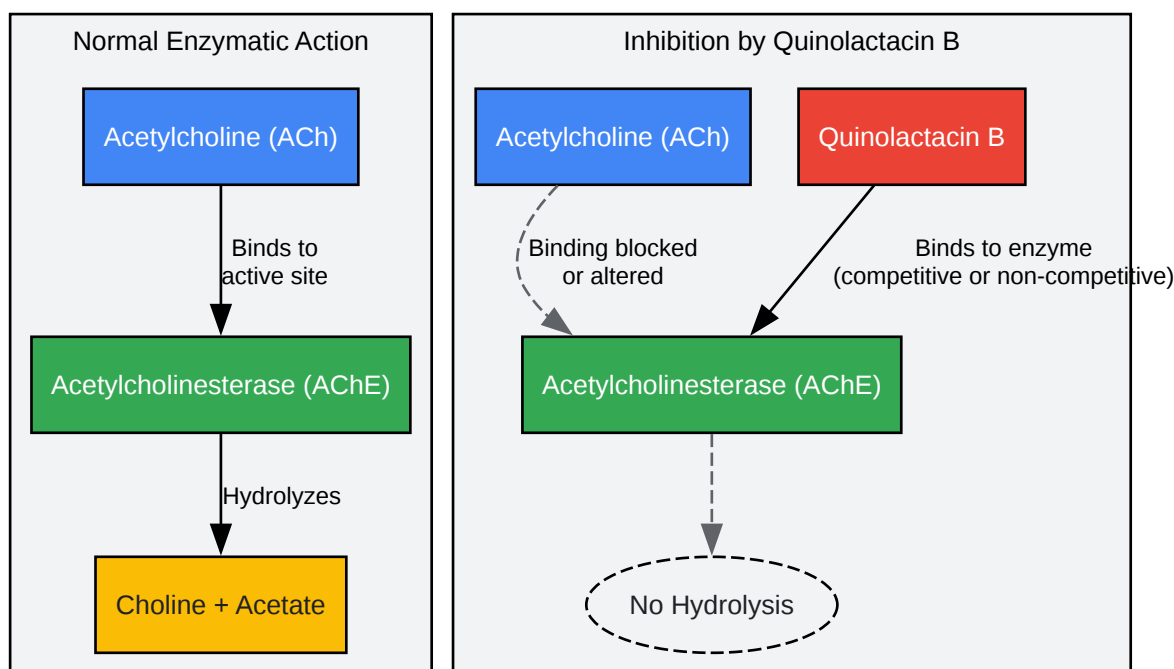 Normal Enzymatic Action
Acetylcholine (ACh)
Binds to
active site
Acetylcholinesterase (AChE)
Hydrolyzes
Choline + Acetate
Inhibition by Quinolactacin B
Acetylcholine (ACh)
Quinolactacin B
Binding blocked
or altered
Binds to enzyme
(competitive or non-competitive)
Acetylcholinesterase (AChE)
No Hydrolysis